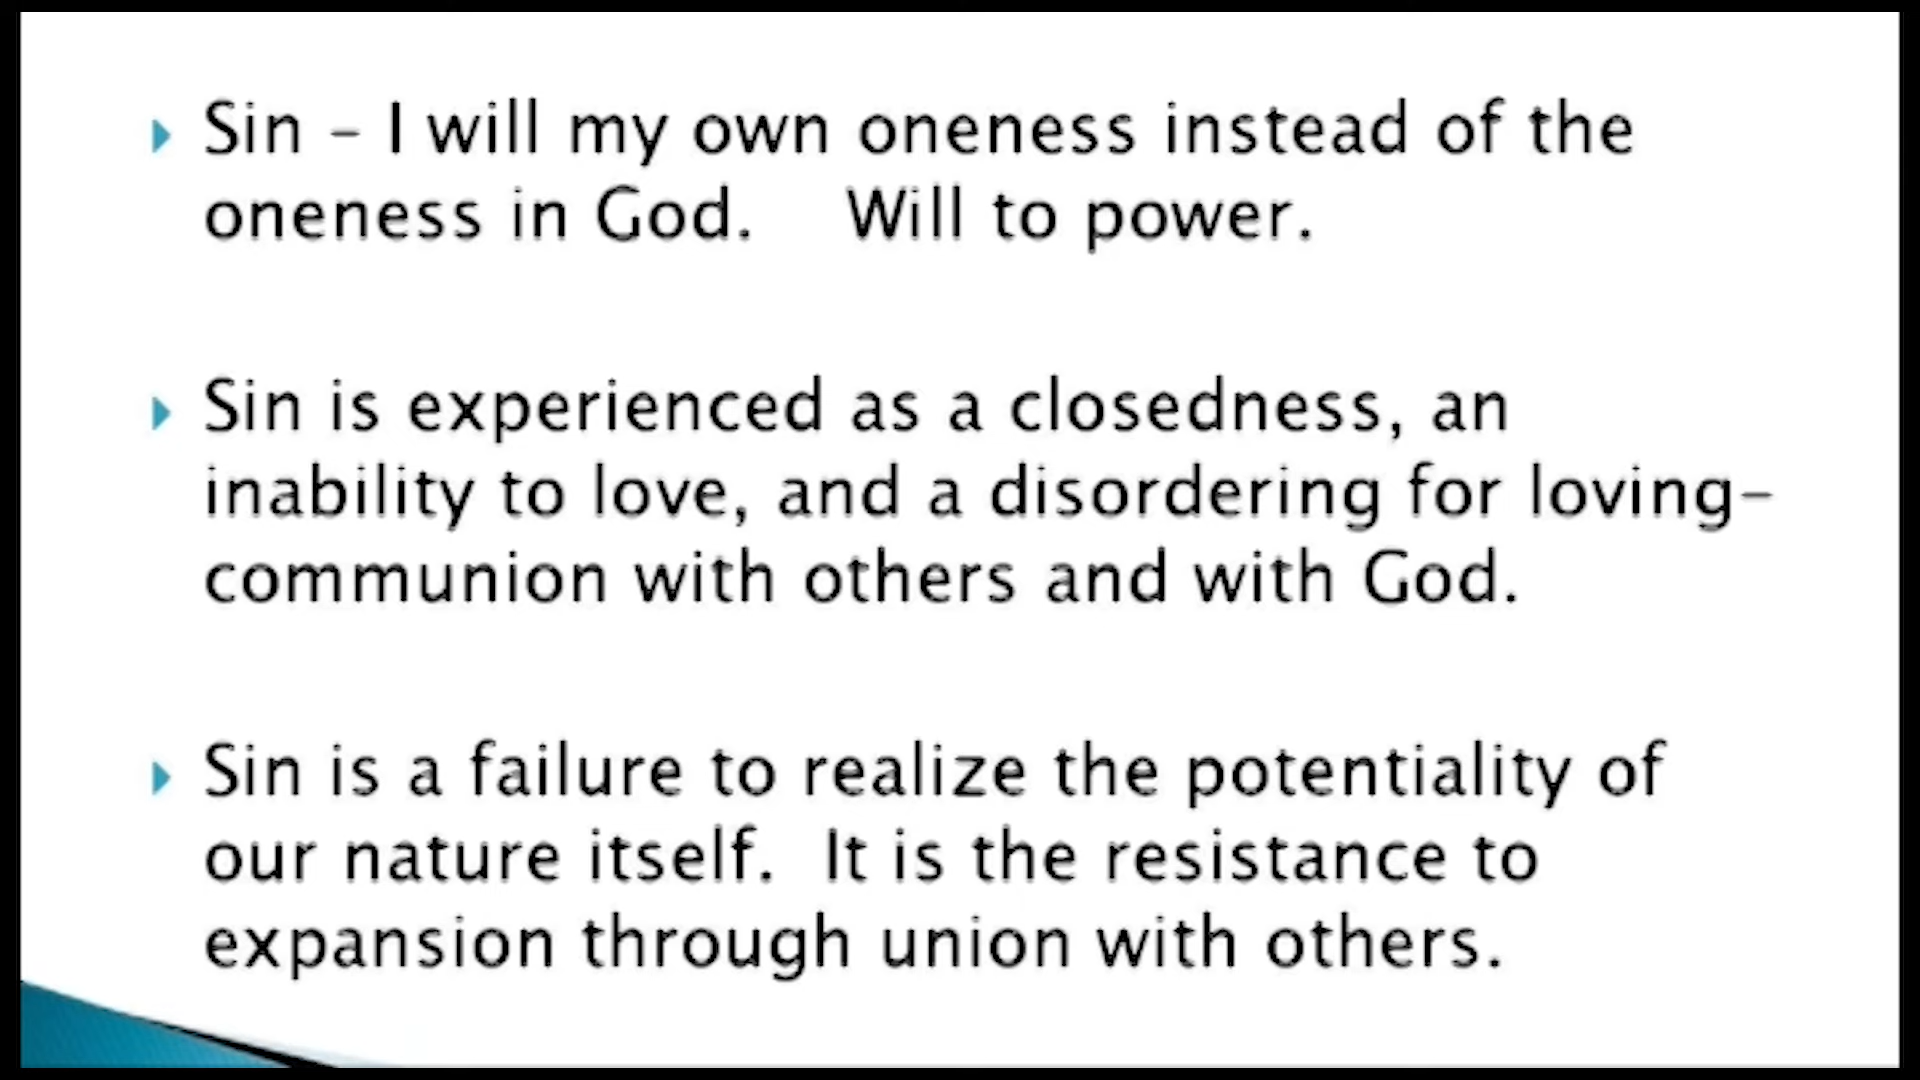 Sin – I will my own oneness instead of the
oneness in God. Will to power.
Sin is experienced as a closedness, an
inability to love, and a disordering for loving-
communion with others and with God.
Sin is a failure to realize the potentiality of
our nature itself. It is the resistance to
expansion through union with others.